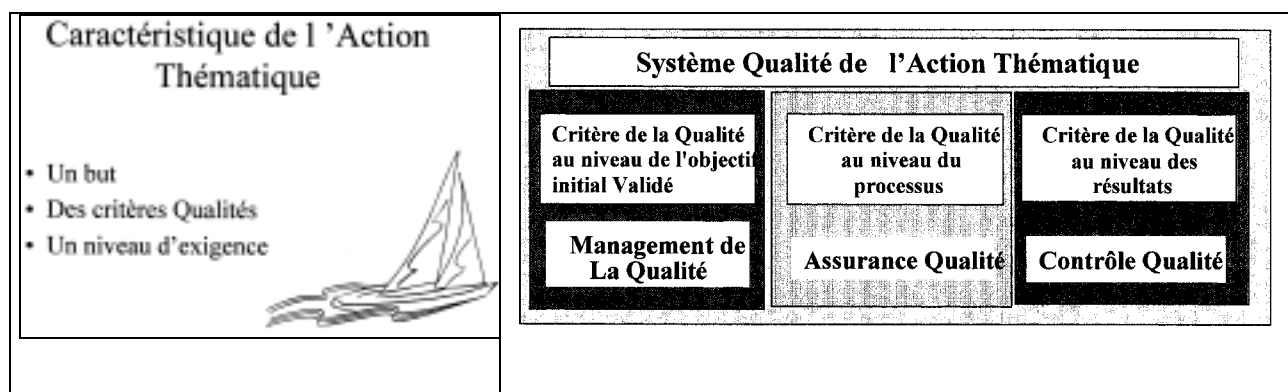 Caractéristique de l 'Action
Thématique
• Un but
• Des critères Qualités
• Un niveau d'exigence
Système Qualité de l'Action Thématique
Critère de la Qualité
au niveau de l'objectif
initial Validé
Management de
La Qualité
Critère de la Qualité
au niveau du
processus
Assurance Qualité
Critère de la Qualité
au niveau des
résultats
Contrôle Qualité